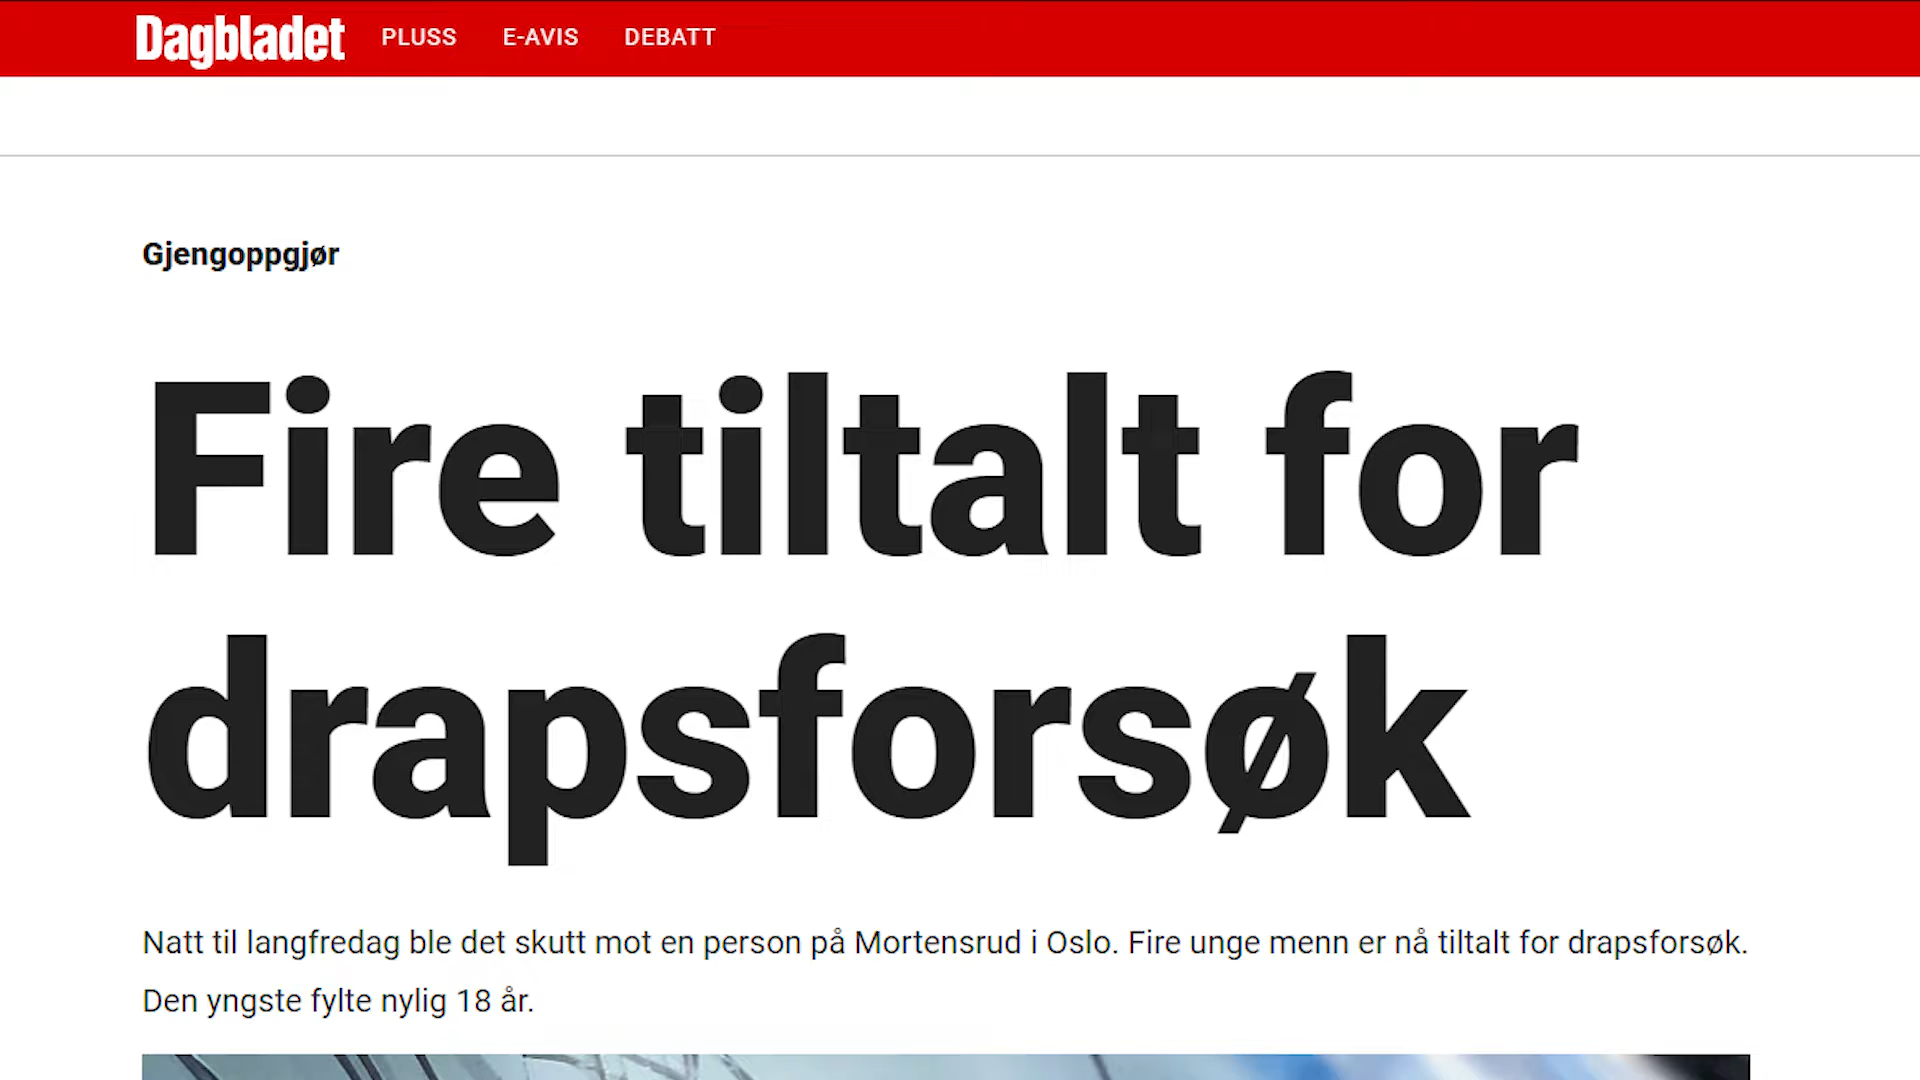 Dagbladet PLUSS E-AVIS DEBATT
Gjengoppgjør
Fire tiltalt for
drapsforsøk
Natt til langfredag ble det skutt mot en person på Mortensrud i Oslo. Fire unge menn er nå tiltalt for drapsforsøk.
Den yngste fylte nylig 18 år.